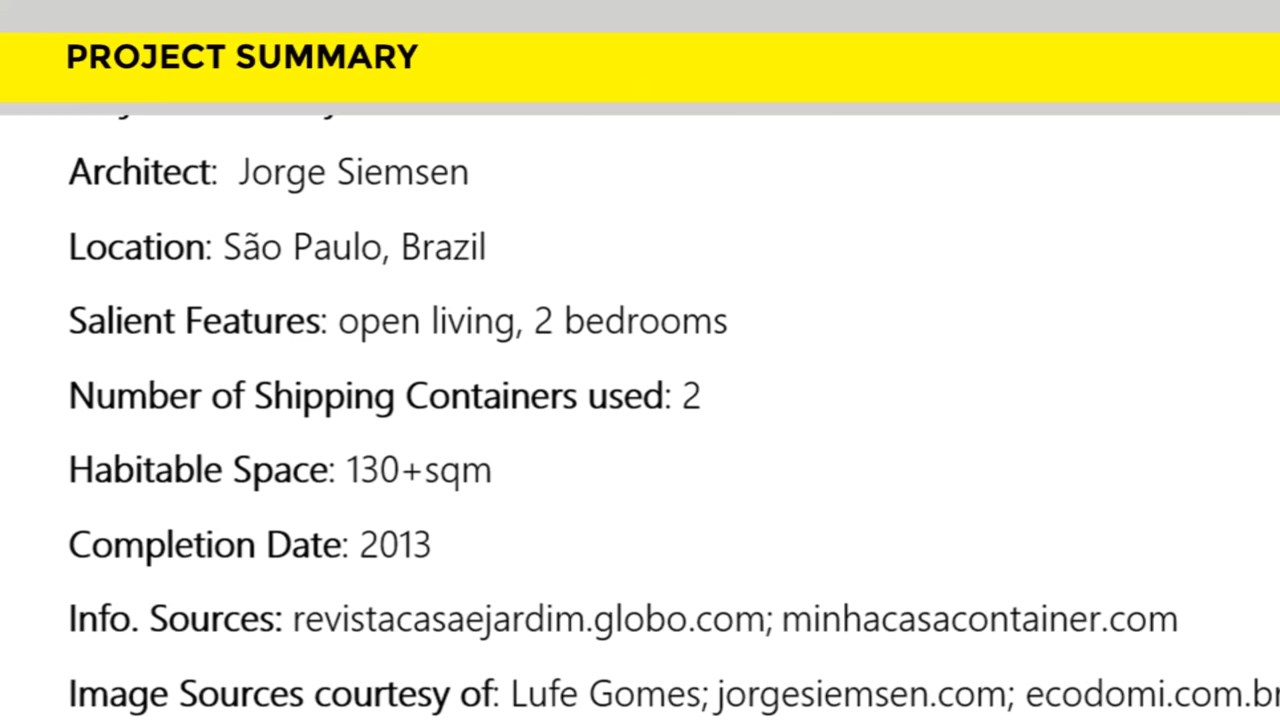 PROJECT SUMMARY
Architect: Jorge Siemsen
Location: São Paulo, Brazil
Salient Features: open living, 2 bedrooms
Number of Shipping Containers used: 2
Habitable Space: 130+sqm
Completion Date: 2013
Info. Sources: revistacasaejardim.globo.com; minhacasacontainer.com
Image Sources courtesy of: Lufe Gomes; jorgesiemsen.com; ecodomi.com.br